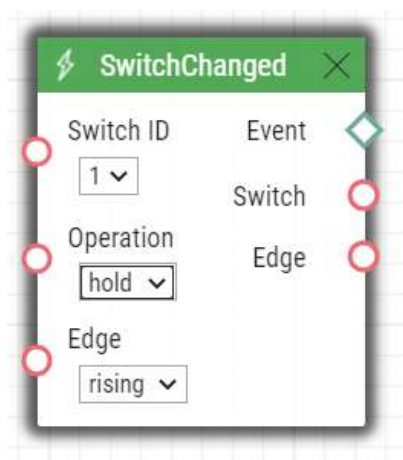 SwitchChanged
Switch ID
Event
1
Switch
Operation
Edge
hold
Edge
rising